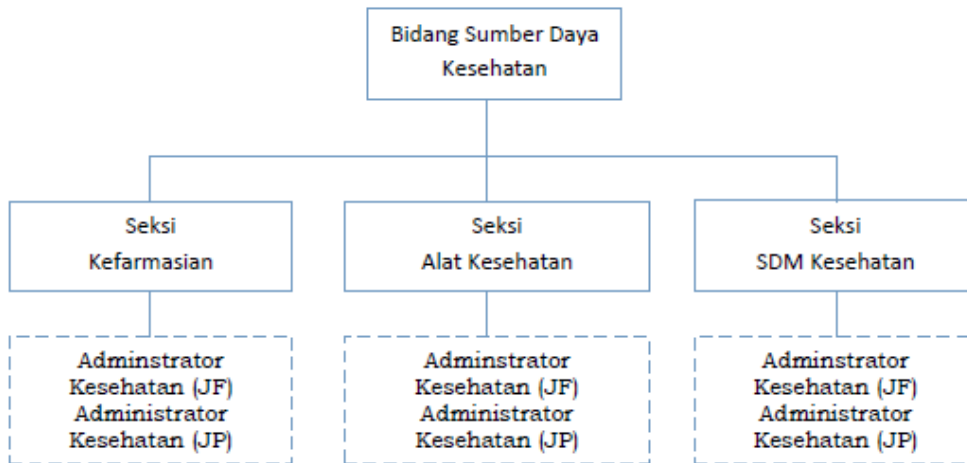 Bidang Sumber Daya
Kesehatan
Seksi
Kefarmasian
Seksi
Alat Kesehatan
Seksi
SDM Kesehatan
Adminstrator
Kesehatan (JF)
Administrator
Kesehatan (JP)
Adminstrator
Kesehatan (JF)
Administrator
Kesehatan (JP)
Adminstrator
Kesehatan (JF)
Administrator
Kesehatan (JP)